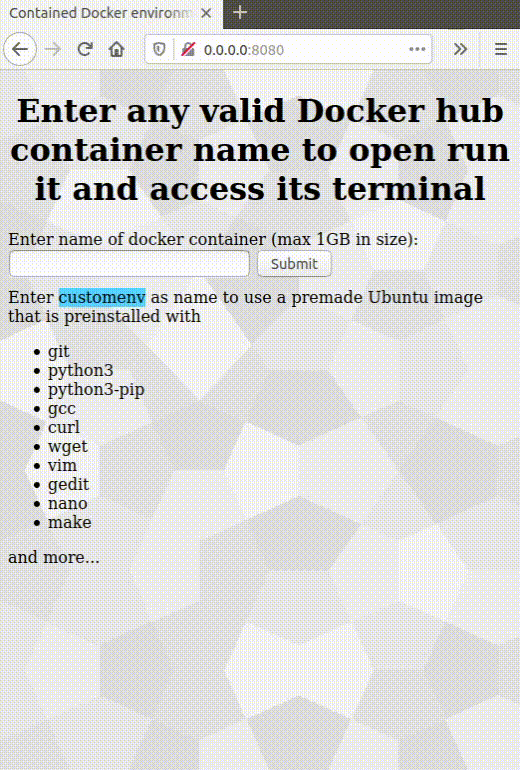 Contained Docker environm
0.0.0.0:8080
Enter any valid Docker hub
container name to open run
it and access its terminal
Enter name of docker container (max 1GB in size):
Submit
Enter customenv as name to use a premade Ubuntu image
that is preinstalled with
git
python3
python3-pip
gcc
curl
wget
vim
gedit
nano
make
and more...